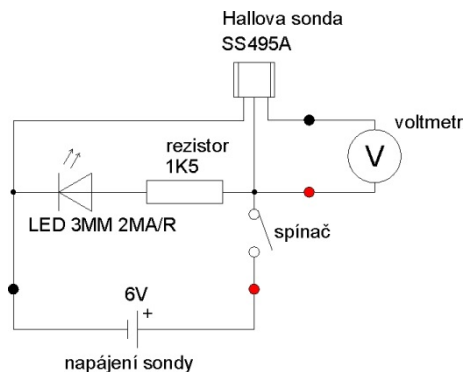 Hallova sonda
SS495A
rezistor
1K5
voltmetr
V
LED 3MM 2MA/R
spínač
6V
+
napájení sondy